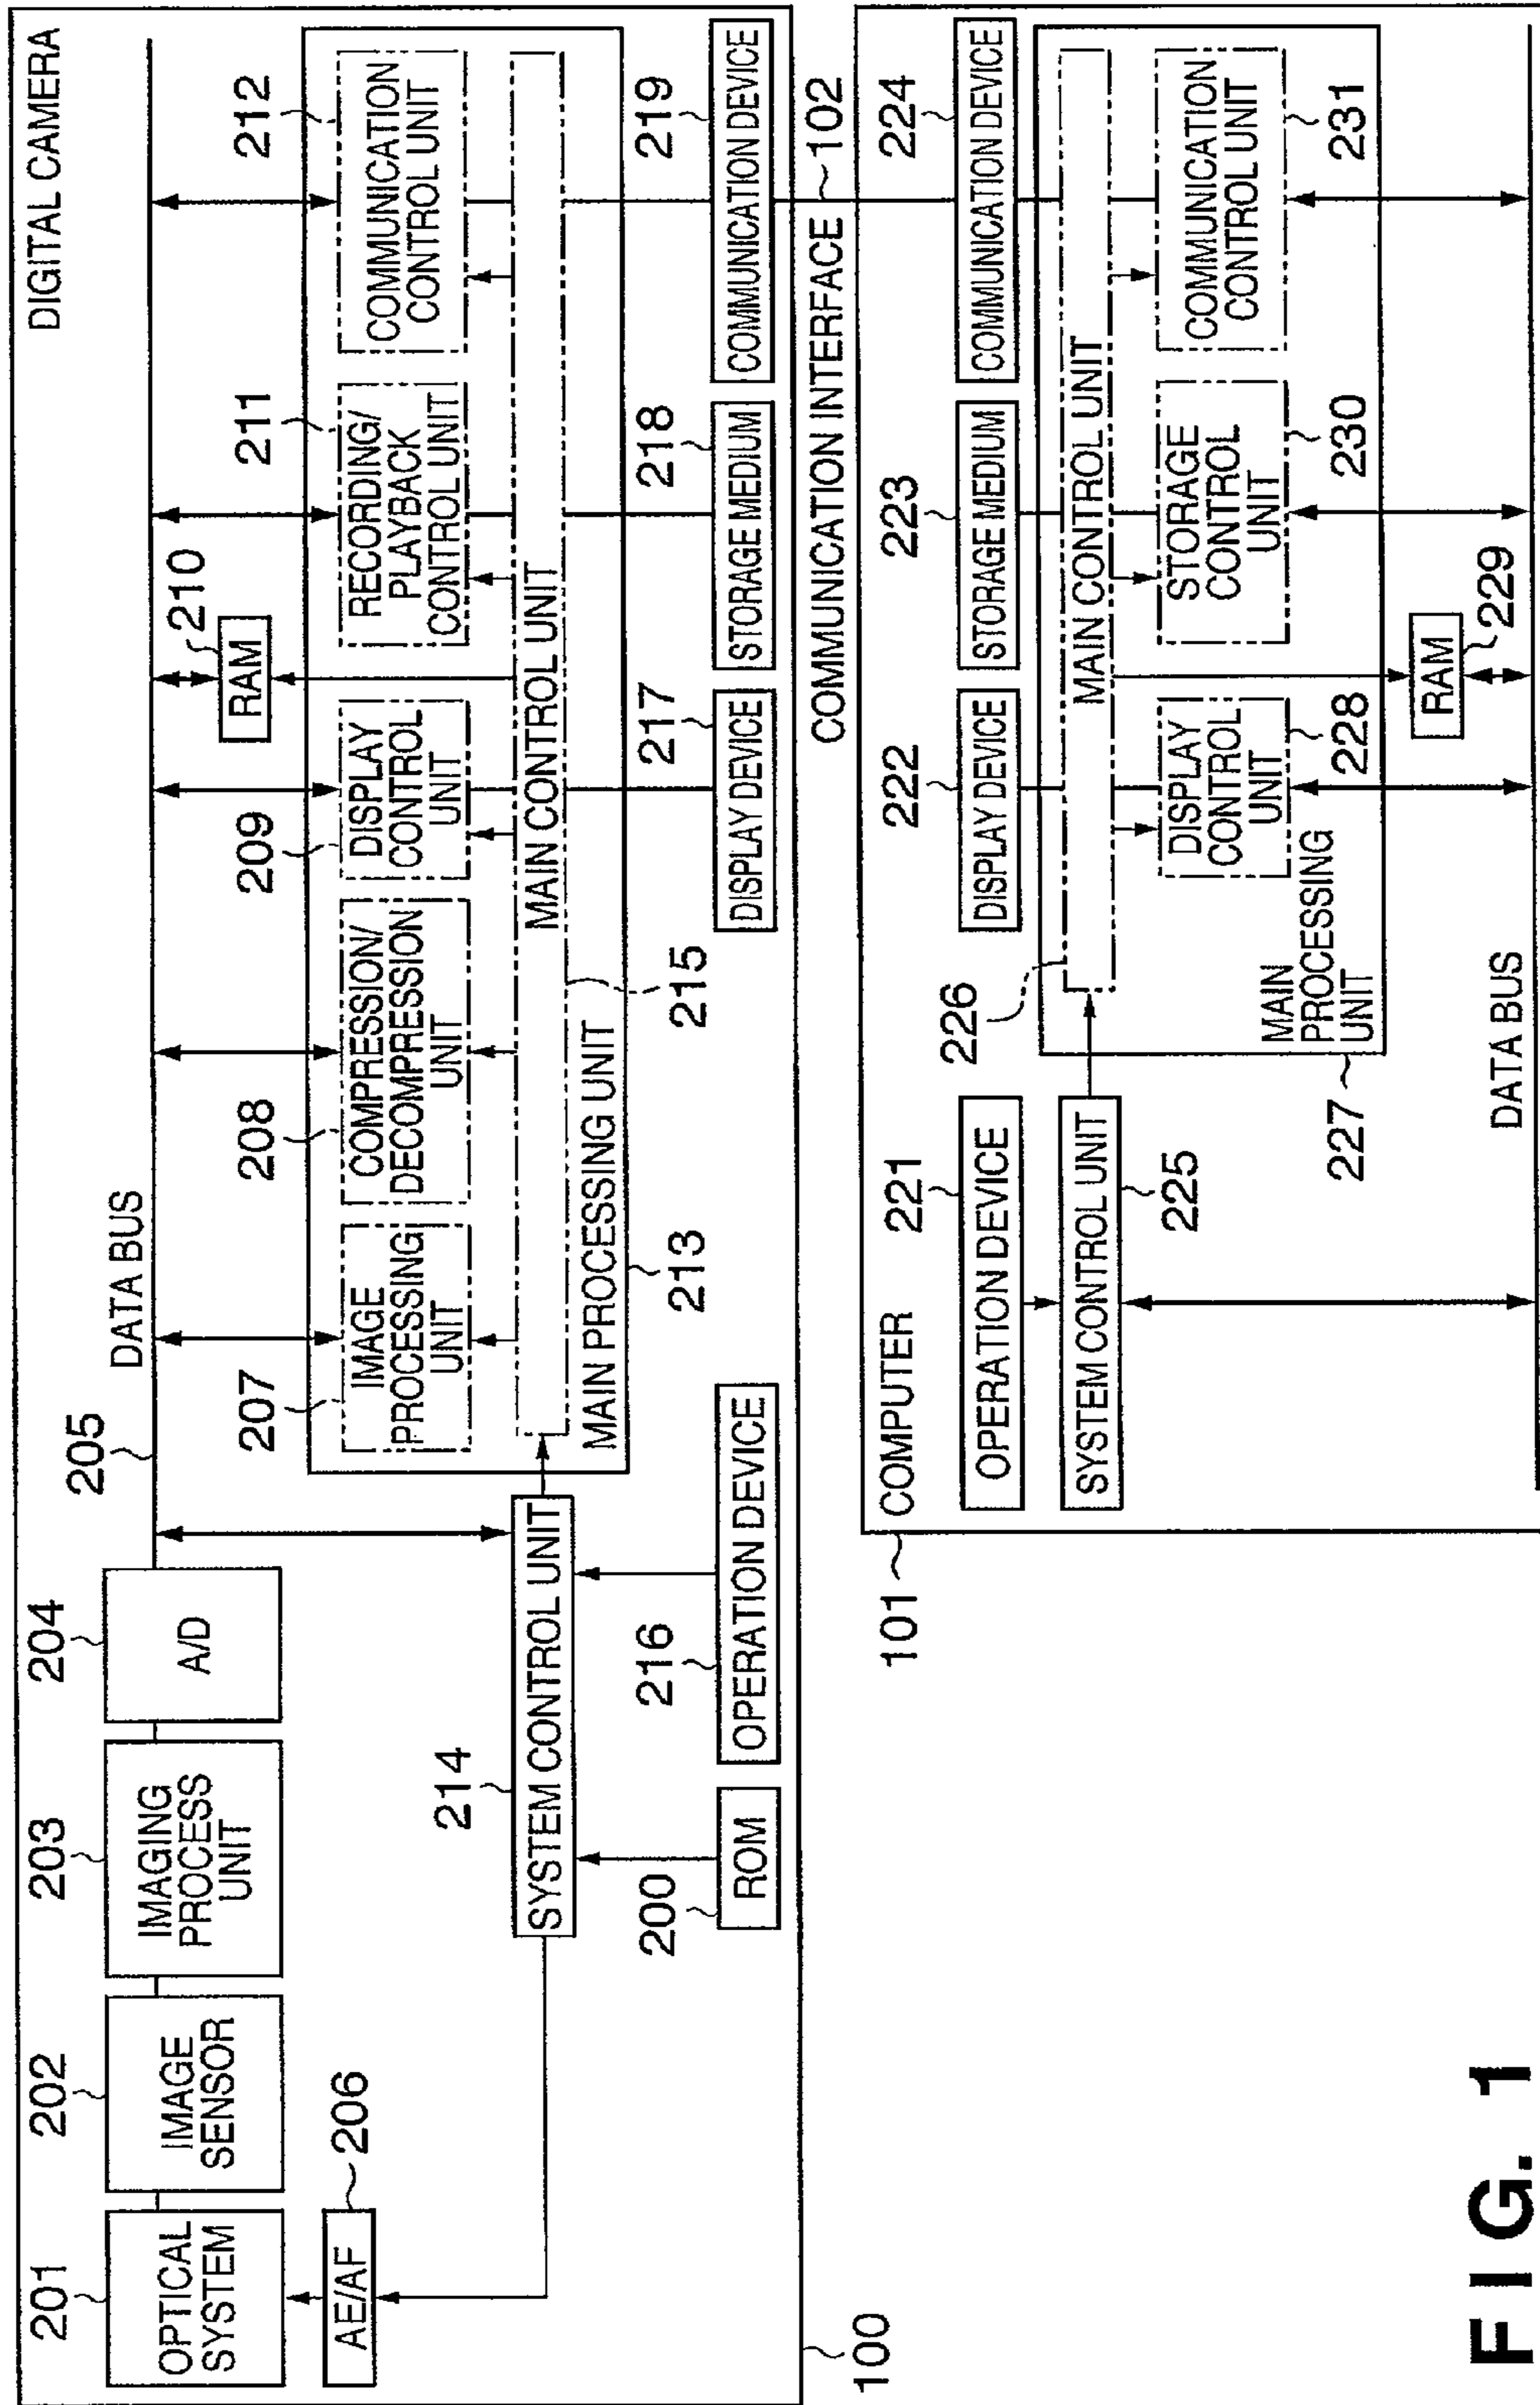 DIGITAL CAMERA
201
OPTICAL
SYSTEM
202
IMAGE
SENSOR
203
IMAGING
PROCESS
UNIT
204
A/D
205
DATA BUS
206
AE/AF
207
IMAGE
PROCESSING
UNIT
208
COMPRESSION/
DECOMPRESSION
UNIT
209
DISPLAY
CONTROL
UNIT
210
RAM
211
RECORDING/
PLAYBACK
CONTROL UNIT
212
COMMUNICATION
CONTROL UNIT
MAIN CONTROL UNIT
215
MAIN PROCESSING UNIT
213
214
SYSTEM CONTROL UNIT
200
ROM
216
OPERATION DEVICE
217
DISPLAY DEVICE
218
STORAGE MEDIUM
219
COMMUNICATION DEVICE
100
COMMUNICATION INTERFACE
102
101
COMPUTER
221
OPERATION DEVICE
222
DISPLAY DEVICE
223
STORAGE MEDIUM
224
COMMUNICATION DEVICE
SYSTEM CONTROL UNIT
225
226
MAIN CONTROL UNIT
MAIN
PROCESSING
UNIT
227
DISPLAY
CONTROL
UNIT
228
STORAGE
CONTROL
UNIT
230
COMMUNICATION
CONTROL UNIT
231
RAM
229
DATA BUS
FIG. 1